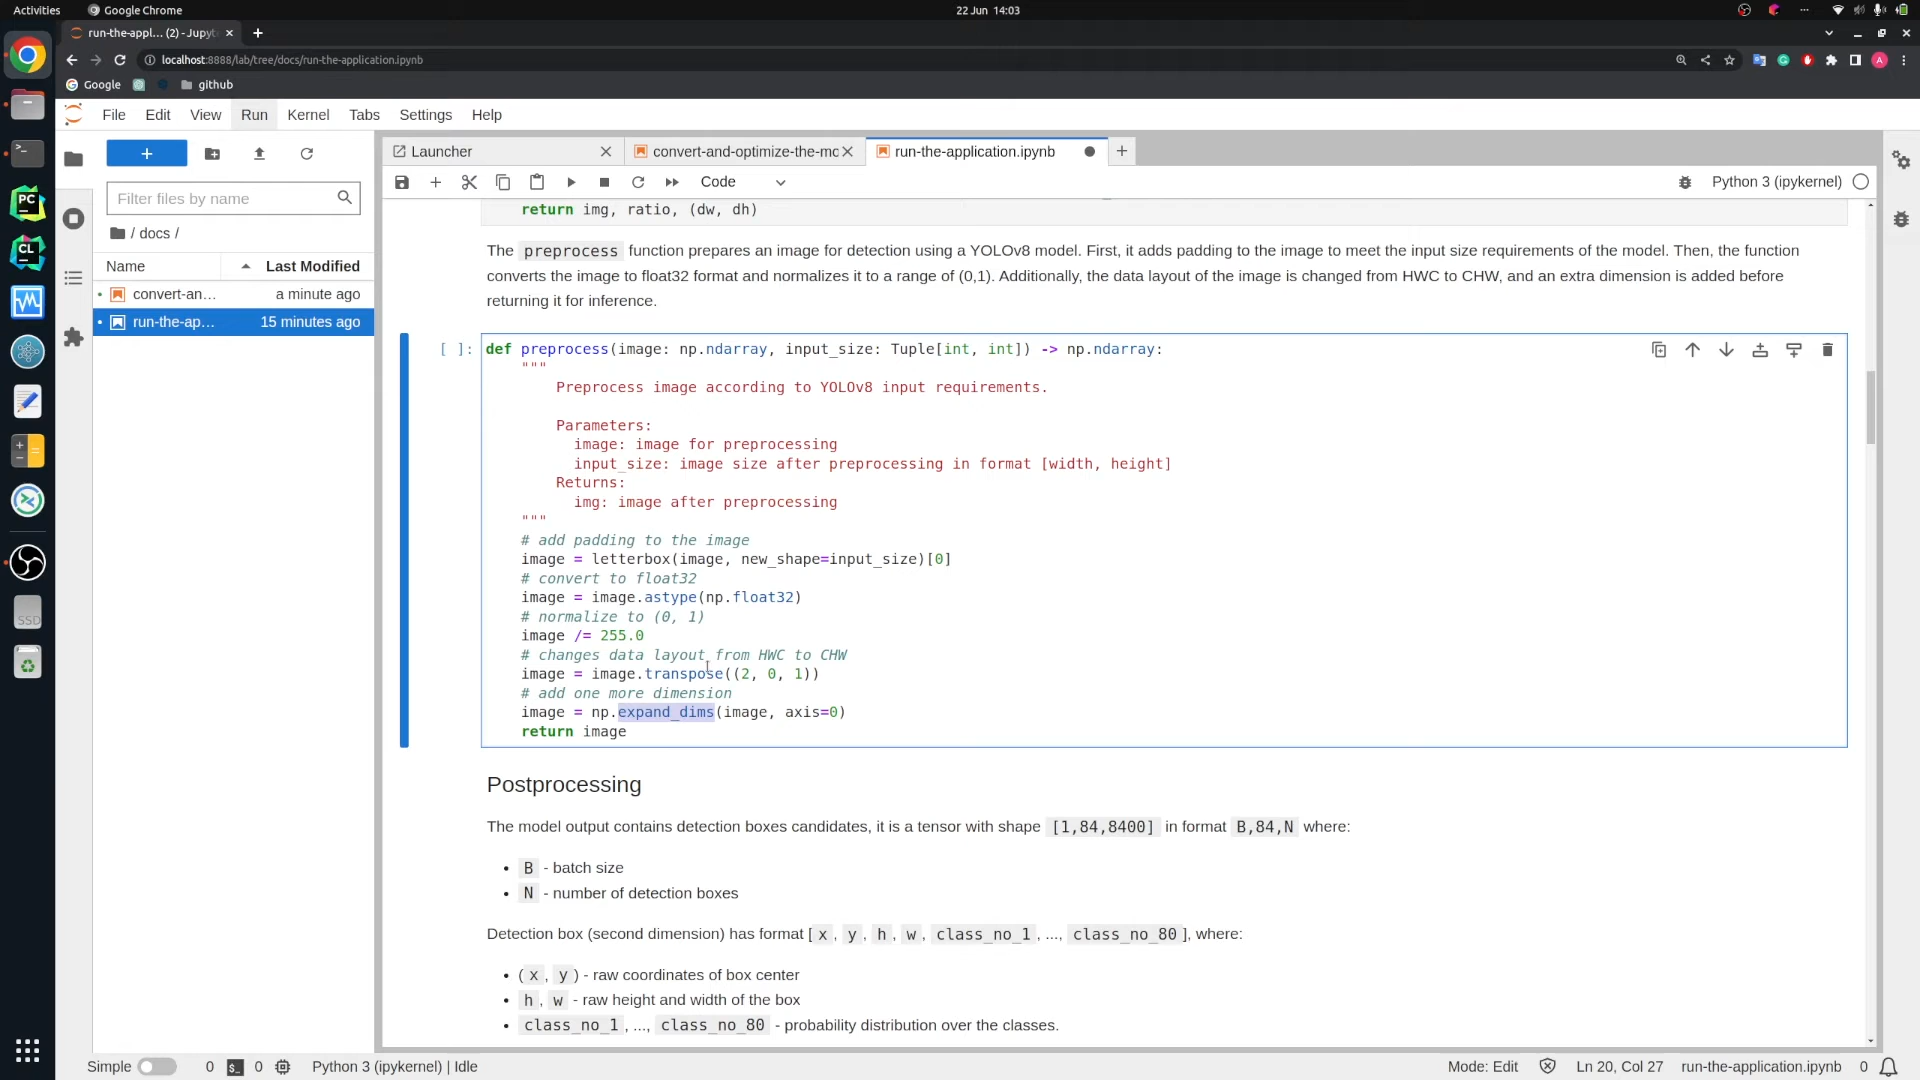 Activities
Google Chrome
22 Jun 14:03
run-the-appl... (2) - Jupyt
localhost:8888/lab/tree/docs/run-the-application.ipynb
Google
github
File Edit View Run Kernel Tabs Settings Help
Launcher
convert-and-optimize-the-mo
run-the-application.ipynb
Code
Python 3 (ipykernel)
Filter files by name
/ docs /
Name Last Modified
convert-an... a minute ago
run-the-ap... 15 minutes ago
PC
CL
SSD
return img, ratio, (dw, dh)
The preprocess function prepares an image for detection using a YOLOv8 model. First, it adds padding to the image to meet the input size requirements of the model. Then, the function
converts the image to float32 format and normalizes it to a range of (0,1). Additionally, the data layout of the image is changed from HWC to CHW, and an extra dimension is added before
returning it for inference.
[ ]: def preprocess(image: np.ndarray, input_size: Tuple[int, int]) -> np.ndarray:
"""
Preprocess image according to YOLOv8 input requirements.
Parameters:
image: image for preprocessing
input_size: image size after preprocessing in format [width, height]
Returns:
img: image after preprocessing
"""
# add padding to the image
image = letterbox(image, new_shape=input_size)[0]
# convert to float32
image = image.astype(np.float32)
# normalize to (0, 1)
image /= 255.0
# changes data layout from HWC to CHW
image = image.transpose((2, 0, 1))
# add one more dimension
image = np.expand_dims(image, axis=0)
return image
Postprocessing
The model output contains detection boxes candidates, it is a tensor with shape [1,84,8400] in format B,84,N where:
• B - batch size
• N - number of detection boxes
Detection box (second dimension) has format [ x , y , h , w , class_no_1 , ..., class_no_80 ], where:
• ( x , y ) - raw coordinates of box center
• h , w - raw height and width of the box
• class_no_1 , ..., class_no_80 - probability distribution over the classes.
Simple 0 $_ 0 Python 3 (ipykernel) | Idle
Mode: Edit Ln 20, Col 27 run-the-application.ipynb 0